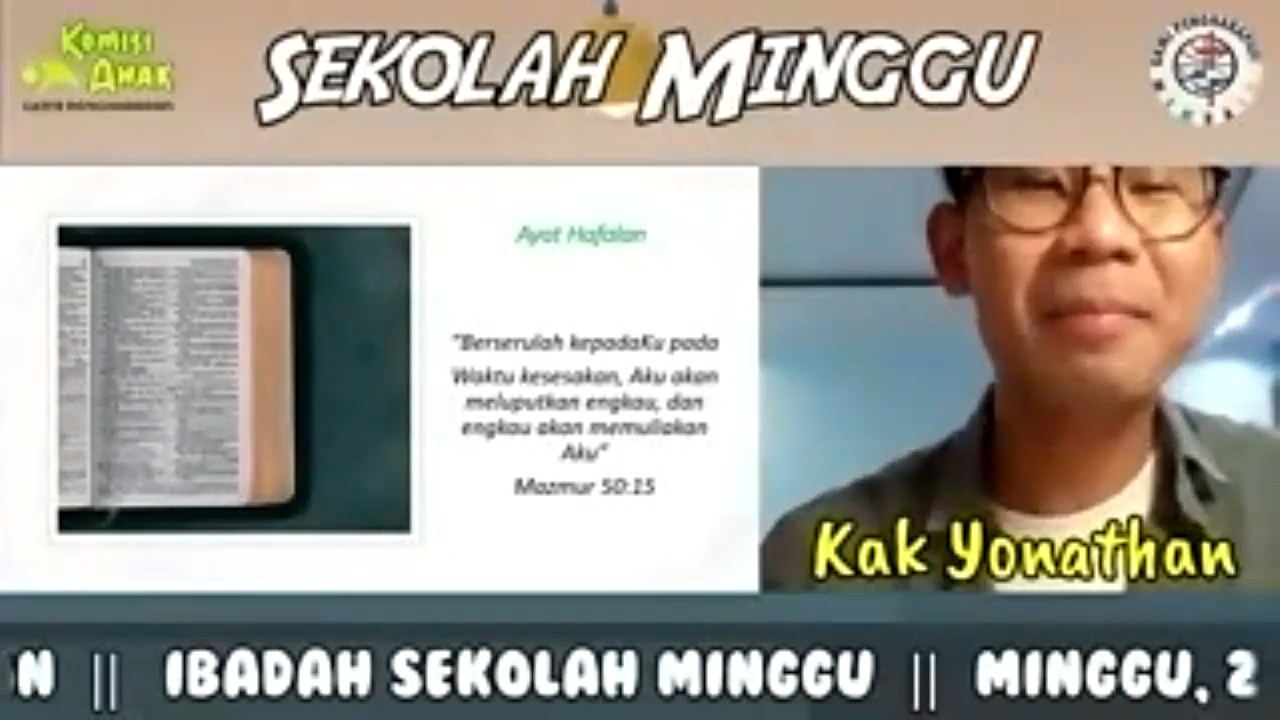 KOMISI
ANAK
SEKOLAH MINGGU
Ayat Hafalan
"Berserulah kepadaKu pada
Waktu kesesakan, Aku akan
meluputkan engkau, dan
engkau akan memuliakan
Aku"
Mazmur 50:15
Kak Yonathan
N || IBADAH SEKOLAH MINGGU || MINGGU, 2